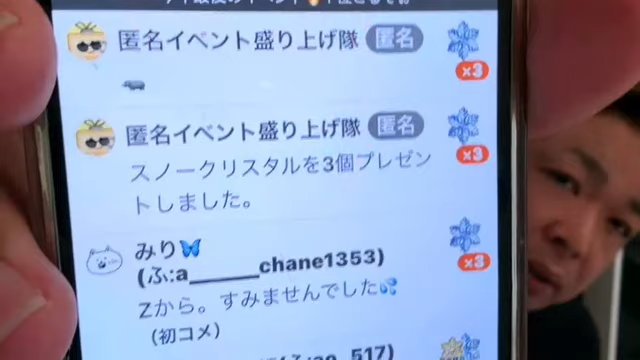 匿名イベント盛り上げ隊 匿名
×3
匿名イベント盛り上げ隊 匿名
×3
スノークリスタルを3個プレゼン
トしました。
みり🦋
(ふ:a______chane1353)
×3
Zから。すみませんでした💦
(初コメ)
517)